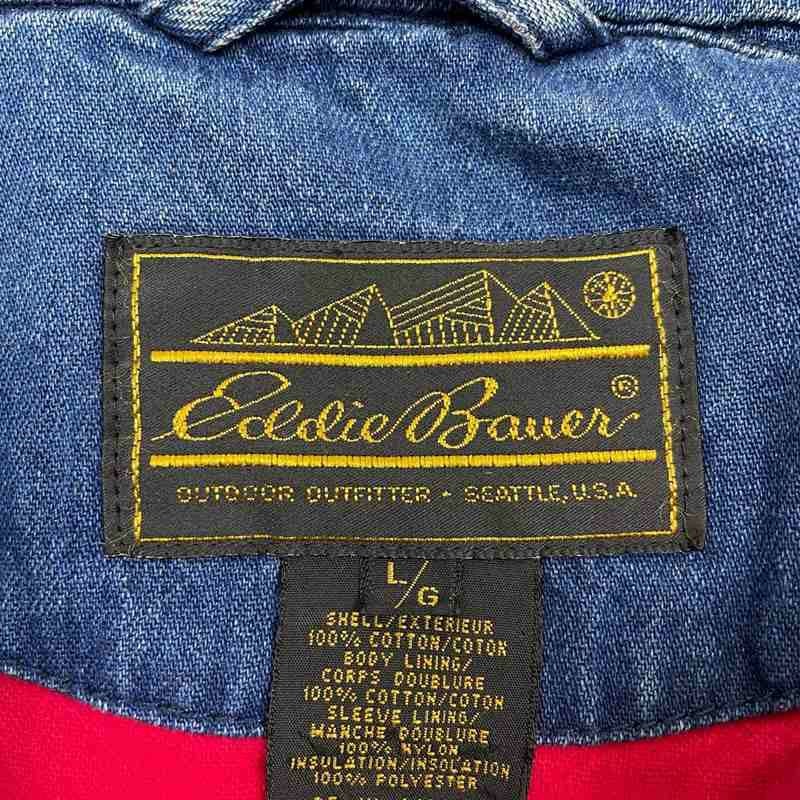 Eddie Bauer®
OUTDOOR OUTFITTER • SEATTLE, U.S.A.
L/G
SHELL/EXTERIEUR
100% COTTON/COTON
BODY LINING/
CORPS DOUBLURE
100% COTTON/COTON
SLEEVE LINING/
MANCHE DOUBLURE
100% NYLON
INSULATION/INSOLATION
100% POLYESTER